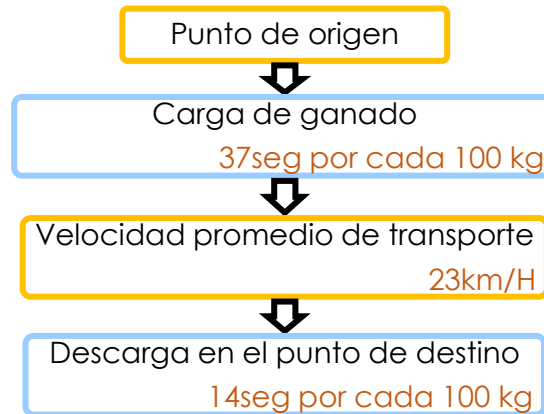 Punto de origen
Carga de ganado
37seg por cada 100 kg
Velocidad promedio de transporte
23km/H
Descarga en el punto de destino
14seg por cada 100 kg